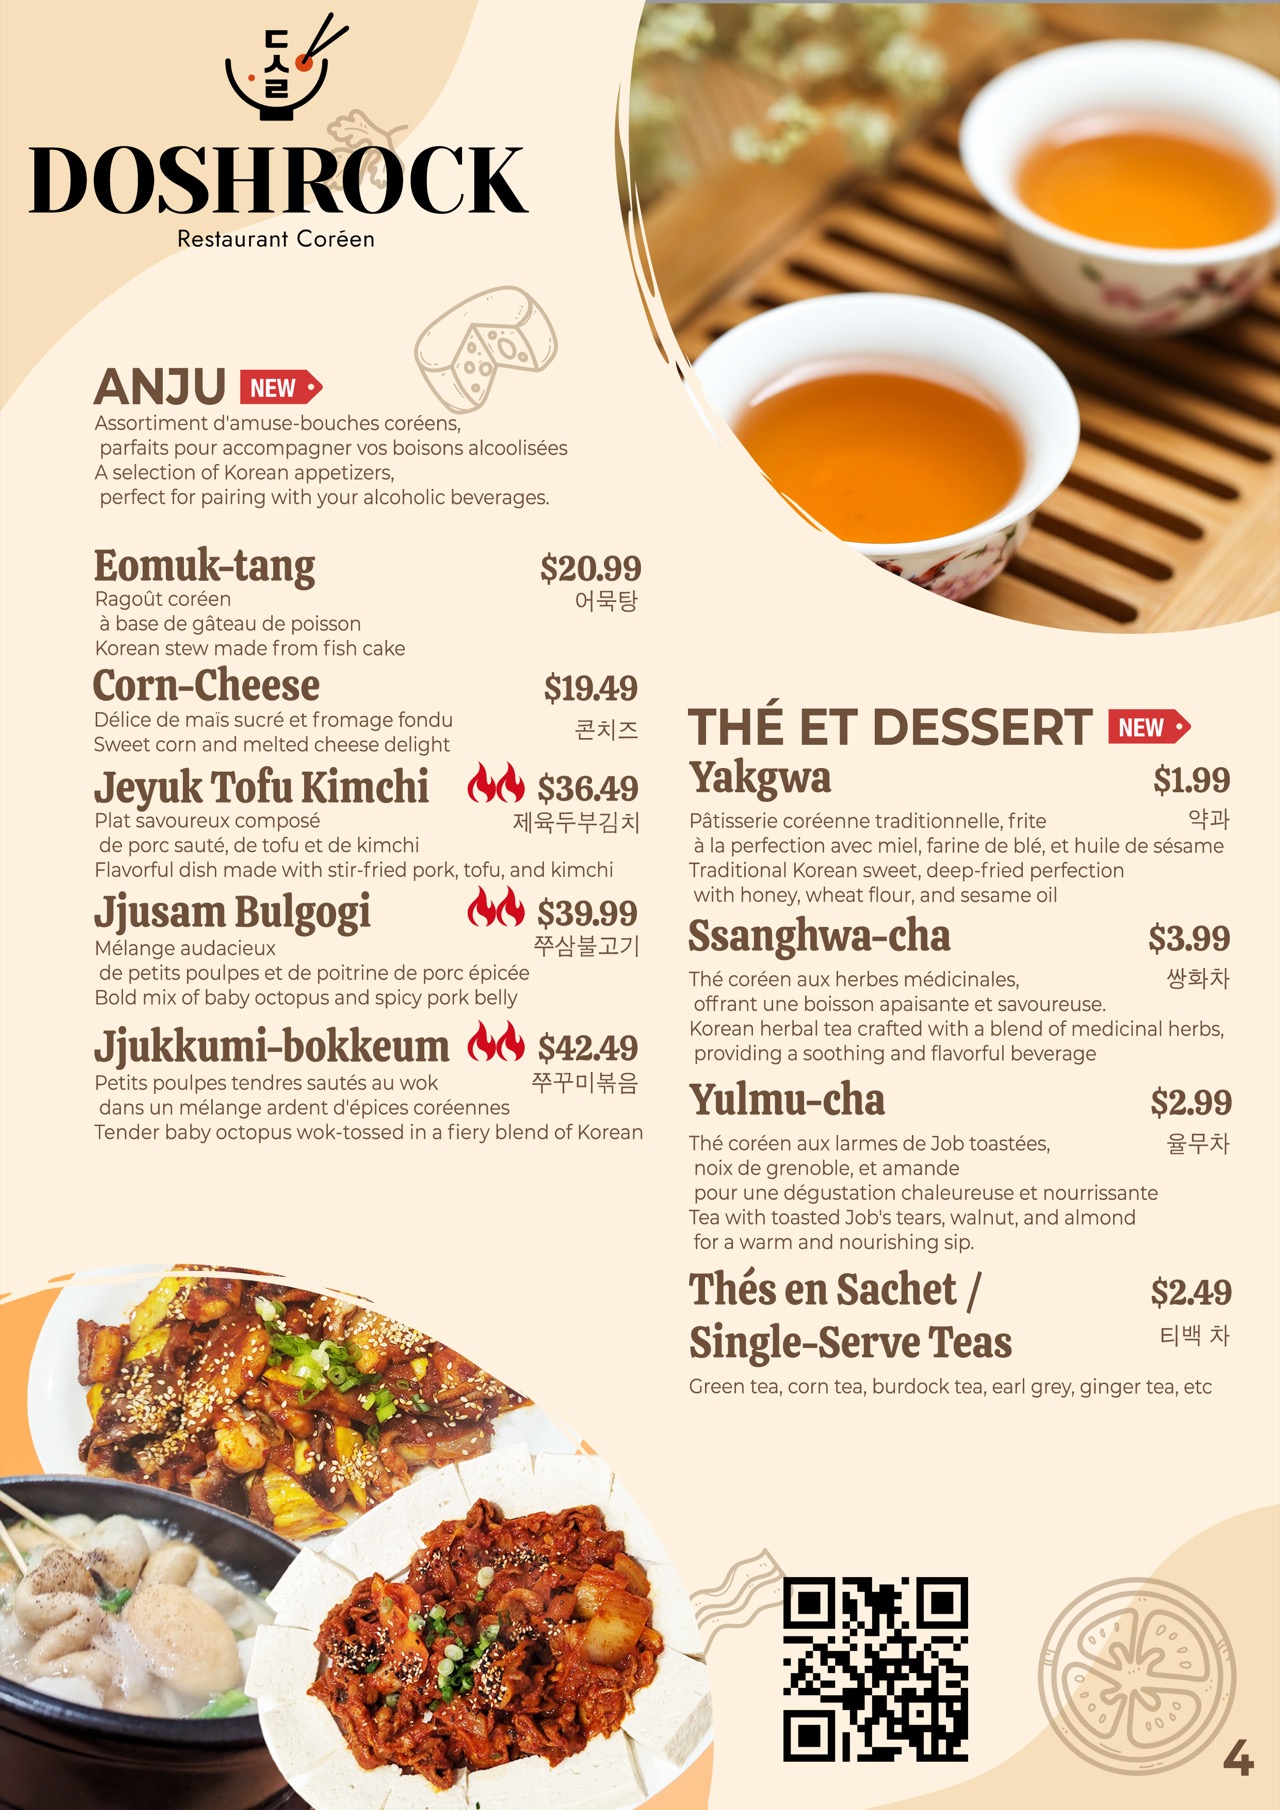 도
슬
DOSHROCK
Restaurant Coréen
ANJU NEW
Assortiment d'amuse-bouches coréens,
parfaits pour accompagner vos boisons alcoolisées
A selection of Korean appetizers,
perfect for pairing with your alcoholic beverages.
Eomuk-tang $20.99
Ragoût coréen 어묵탕
à base de gâteau de poisson
Korean stew made from fish cake
Corn-Cheese $19.49
Délice de maïs sucré et fromage fondu 콘치즈
Sweet corn and melted cheese delight
Jeyuk Tofu Kimchi $36.49
Plat savoureux composé 제육두부김치
de porc sauté, de tofu et de kimchi
Flavorful dish made with stir-fried pork, tofu, and kimchi
Jjusam Bulgogi $39.99
Mélange audacieux 쭈삼불고기
de petits poulpes et de poitrine de porc épicée
Bold mix of baby octopus and spicy pork belly
Jjukkumi-bokkeum $42.49
Petits poulpes tendres sautés au wok 쭈꾸미볶음
dans un mélange ardent d'épices coréennes
Tender baby octopus wok-tossed in a fiery blend of Korean
THÉ ET DESSERT NEW
Yakgwa $1.99
Pâtisserie coréenne traditionnelle, frite 약과
à la perfection avec miel, farine de blé, et huile de sésame
Traditional Korean sweet, deep-fried perfection
with honey, wheat flour, and sesame oil
Ssanghwa-cha $3.99
Thé coréen aux herbes médicinales, 쌍화차
offrant une boisson apaisante et savoureuse.
Korean herbal tea crafted with a blend of medicinal herbs,
providing a soothing and flavorful beverage
Yulmu-cha $2.99
Thé coréen aux larmes de Job toastées, 율무차
noix de grenoble, et amande
pour une dégustation chaleureuse et nourrissante
Tea with toasted Job's tears, walnut, and almond
for a warm and nourishing sip.
Thés en Sachet / $2.49
Single-Serve Teas 티백 차
Green tea, corn tea, burdock tea, earl grey, ginger tea, etc
4